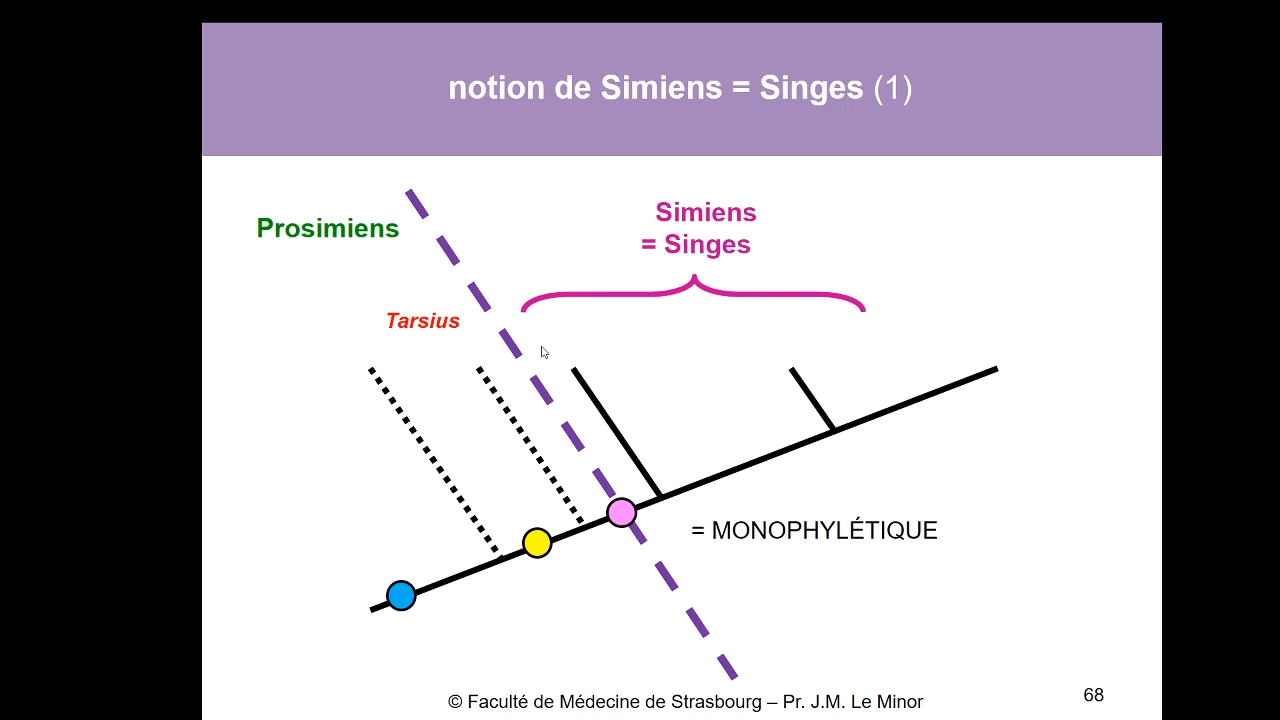 notion de Simiens = Singes (1)
Prosimiens
Simiens
= Singes
Tarsius
= MONOPHYLÉTIQUE
© Faculté de Médecine de Strasbourg – Pr. J.M. Le Minor
68